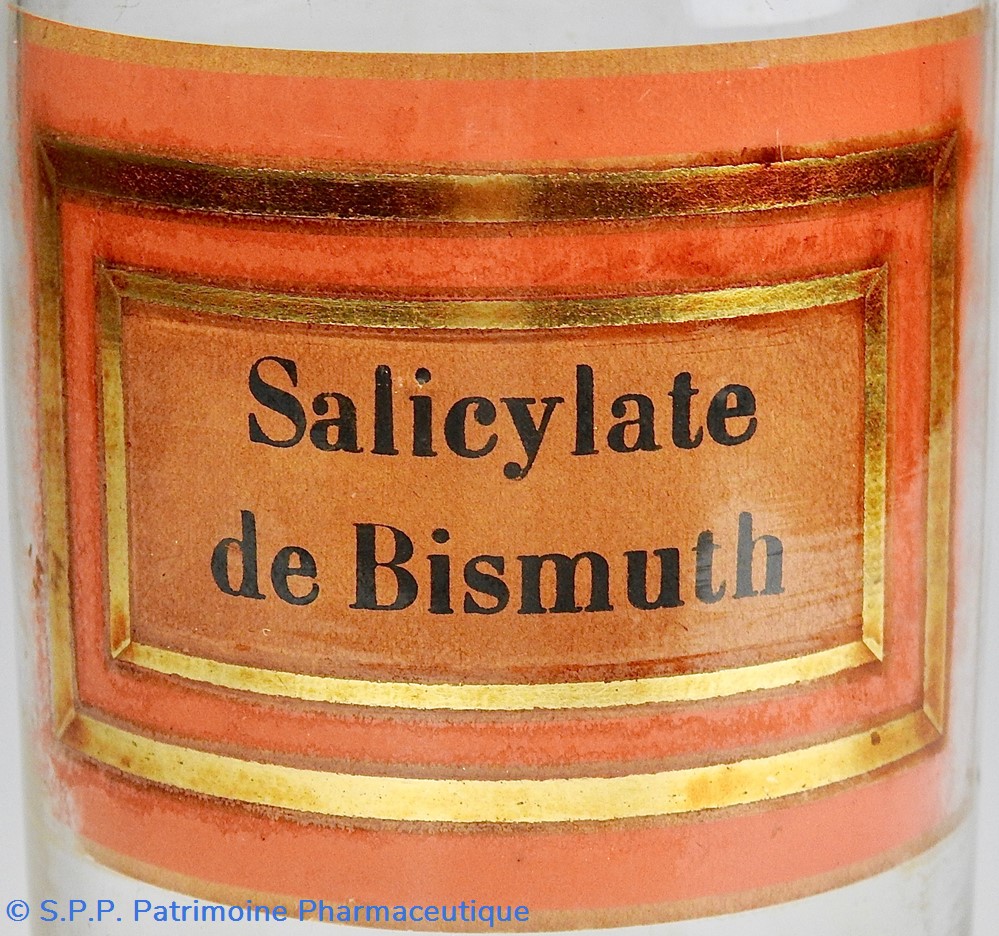 Salicylate
de Bismuth
© S.P.P. Patrimoine Pharmaceutique